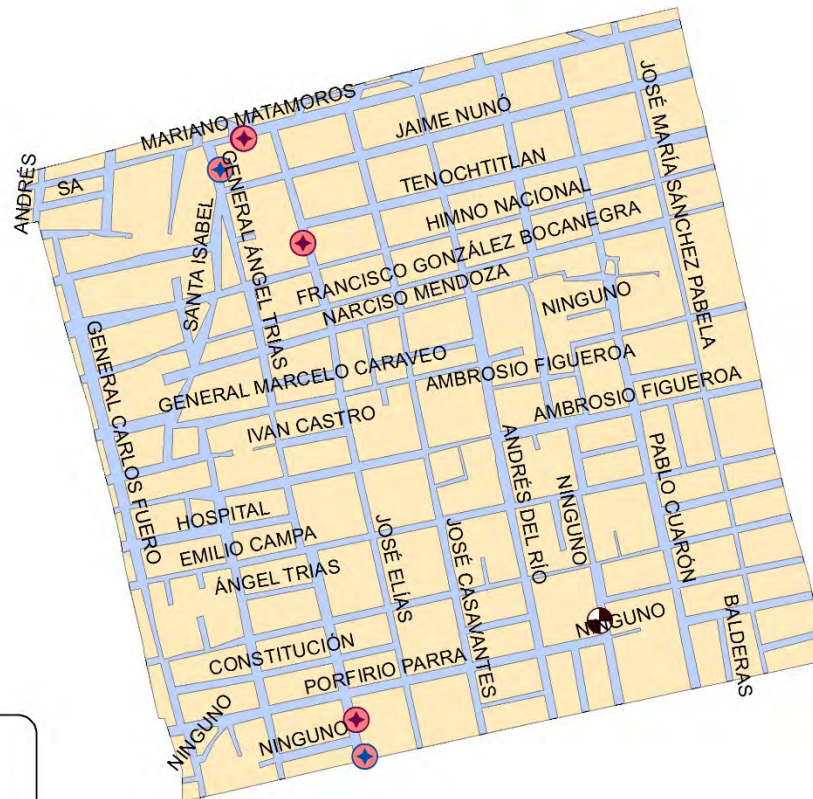 MARIANO MATAMOROS
JAIME NUNÓ
JOSÉ MARÍA SÁNCHEZ PABELA
ANDRÉS
SA
GENERAL ÁNGEL TRIAS
TENOCHTITLAN
SANTA ISABEL
HIMNO NACIONAL
FRANCISCO GONZÁLEZ BOCANEGRA
NARCISO MENDOZA
NINGUNO
GENERAL CARLOS FUERO
GENERAL MARCELO CARAVEO
AMBROSIO FIGUEROA
AMBROSIO FIGUEROA
IVAN CASTRO
ANDRÉS DEL RÍO
PABLO CUARÓN
NINGUNO
HOSPITAL
EMILIO CAMPA
JOSÉ ELÍAS
JOSÉ CASAVANTES
ÁNGEL TRIAS
BALDERAS
NINGUNO
CONSTITUCIÓN
PORFIRIO PARRA
NINGUNO
NINGUNO